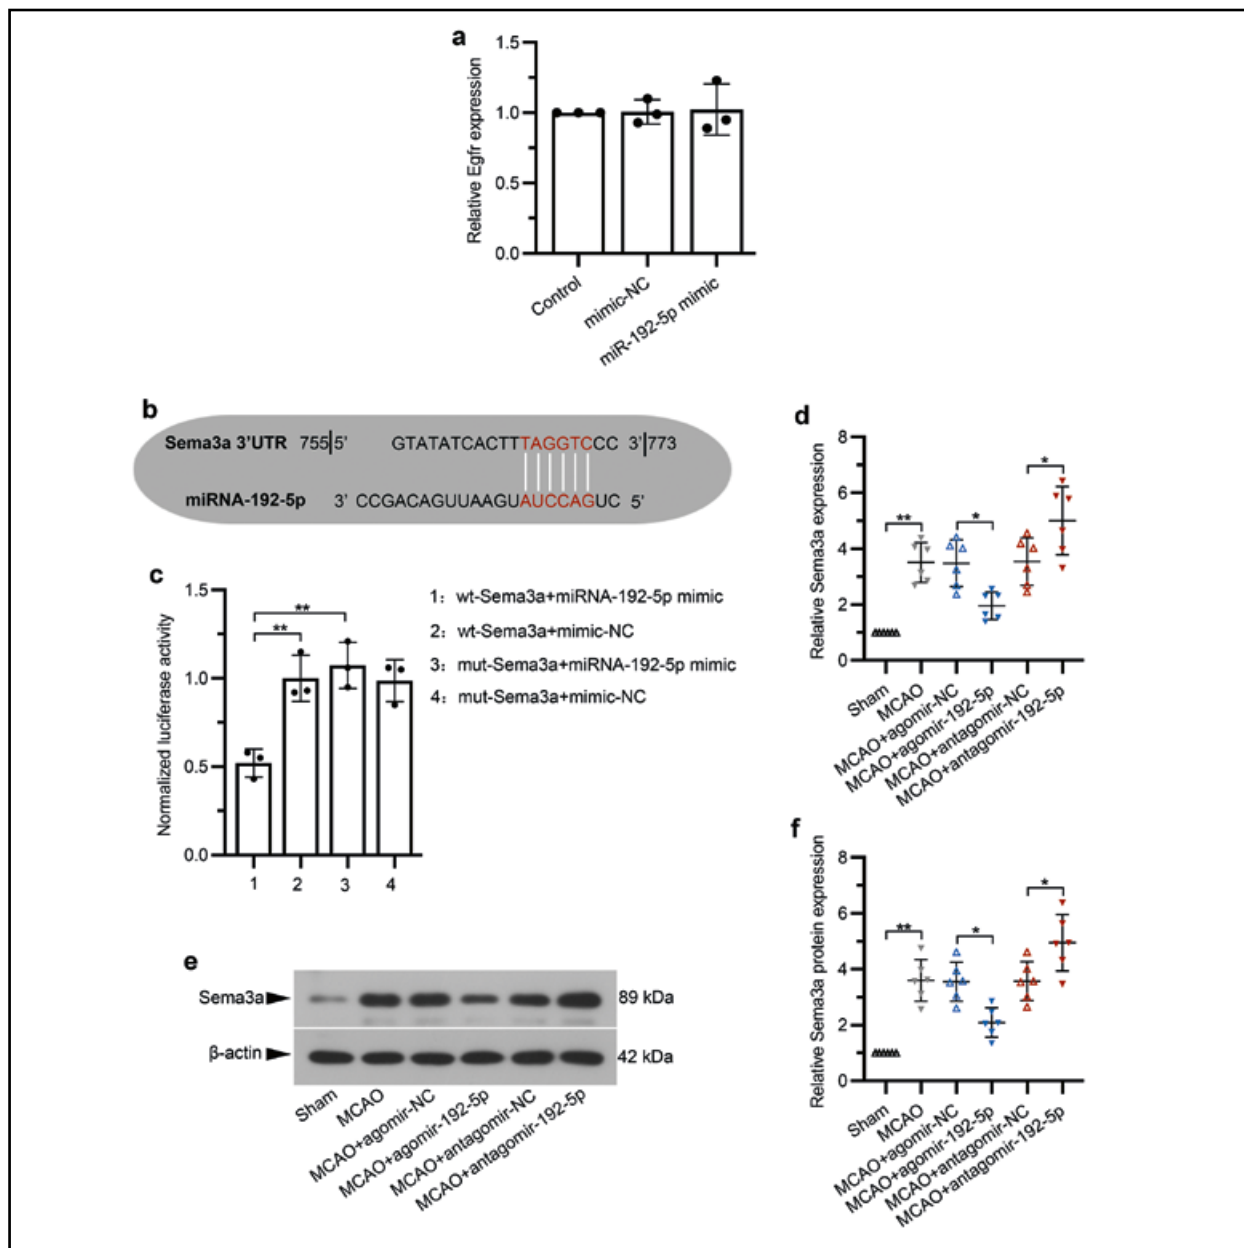 a
Relative Egfr expression
1.5
1.0
0.5
0.0
Control
mimic-NC
miR-192-5p mimic
b
Sema3a 3'UTR 755|5' GTATATCACTTTAGGTCCC 3'|773
miRNA-192-5p 3' CCGACAGUUAAGUAUCCAGUC 5'
c
Normalized luciferase activity
1.5
1.0
0.5
0.0
**
**
1 2 3 4
1: wt-Sema3a+miRNA-192-5p mimic
2: wt-Sema3a+mimic-NC
3: mut-Sema3a+miRNA-192-5p mimic
4: mut-Sema3a+mimic-NC
d
Relative Sema3a expression
8
6
4
2
0
**
*
*
Sham
MCAO
MCAO+agomir-NC
MCAO+agomir-192-5p
MCAO+antagomir-NC
MCAO+antagomir-192-5p
e
Sema3a 89 kDa
β-actin 42 kDa
Sham
MCAO
MCAO+agomir-NC
MCAO+agomir-192-5p
MCAO+antagomir-NC
MCAO+antagomir-192-5p
f
Relative Sema3a protein expression
8
6
4
2
0
**
*
*
Sham
MCAO
MCAO+agomir-NC
MCAO+agomir-192-5p
MCAO+antagomir-NC
MCAO+antagomir-192-5p